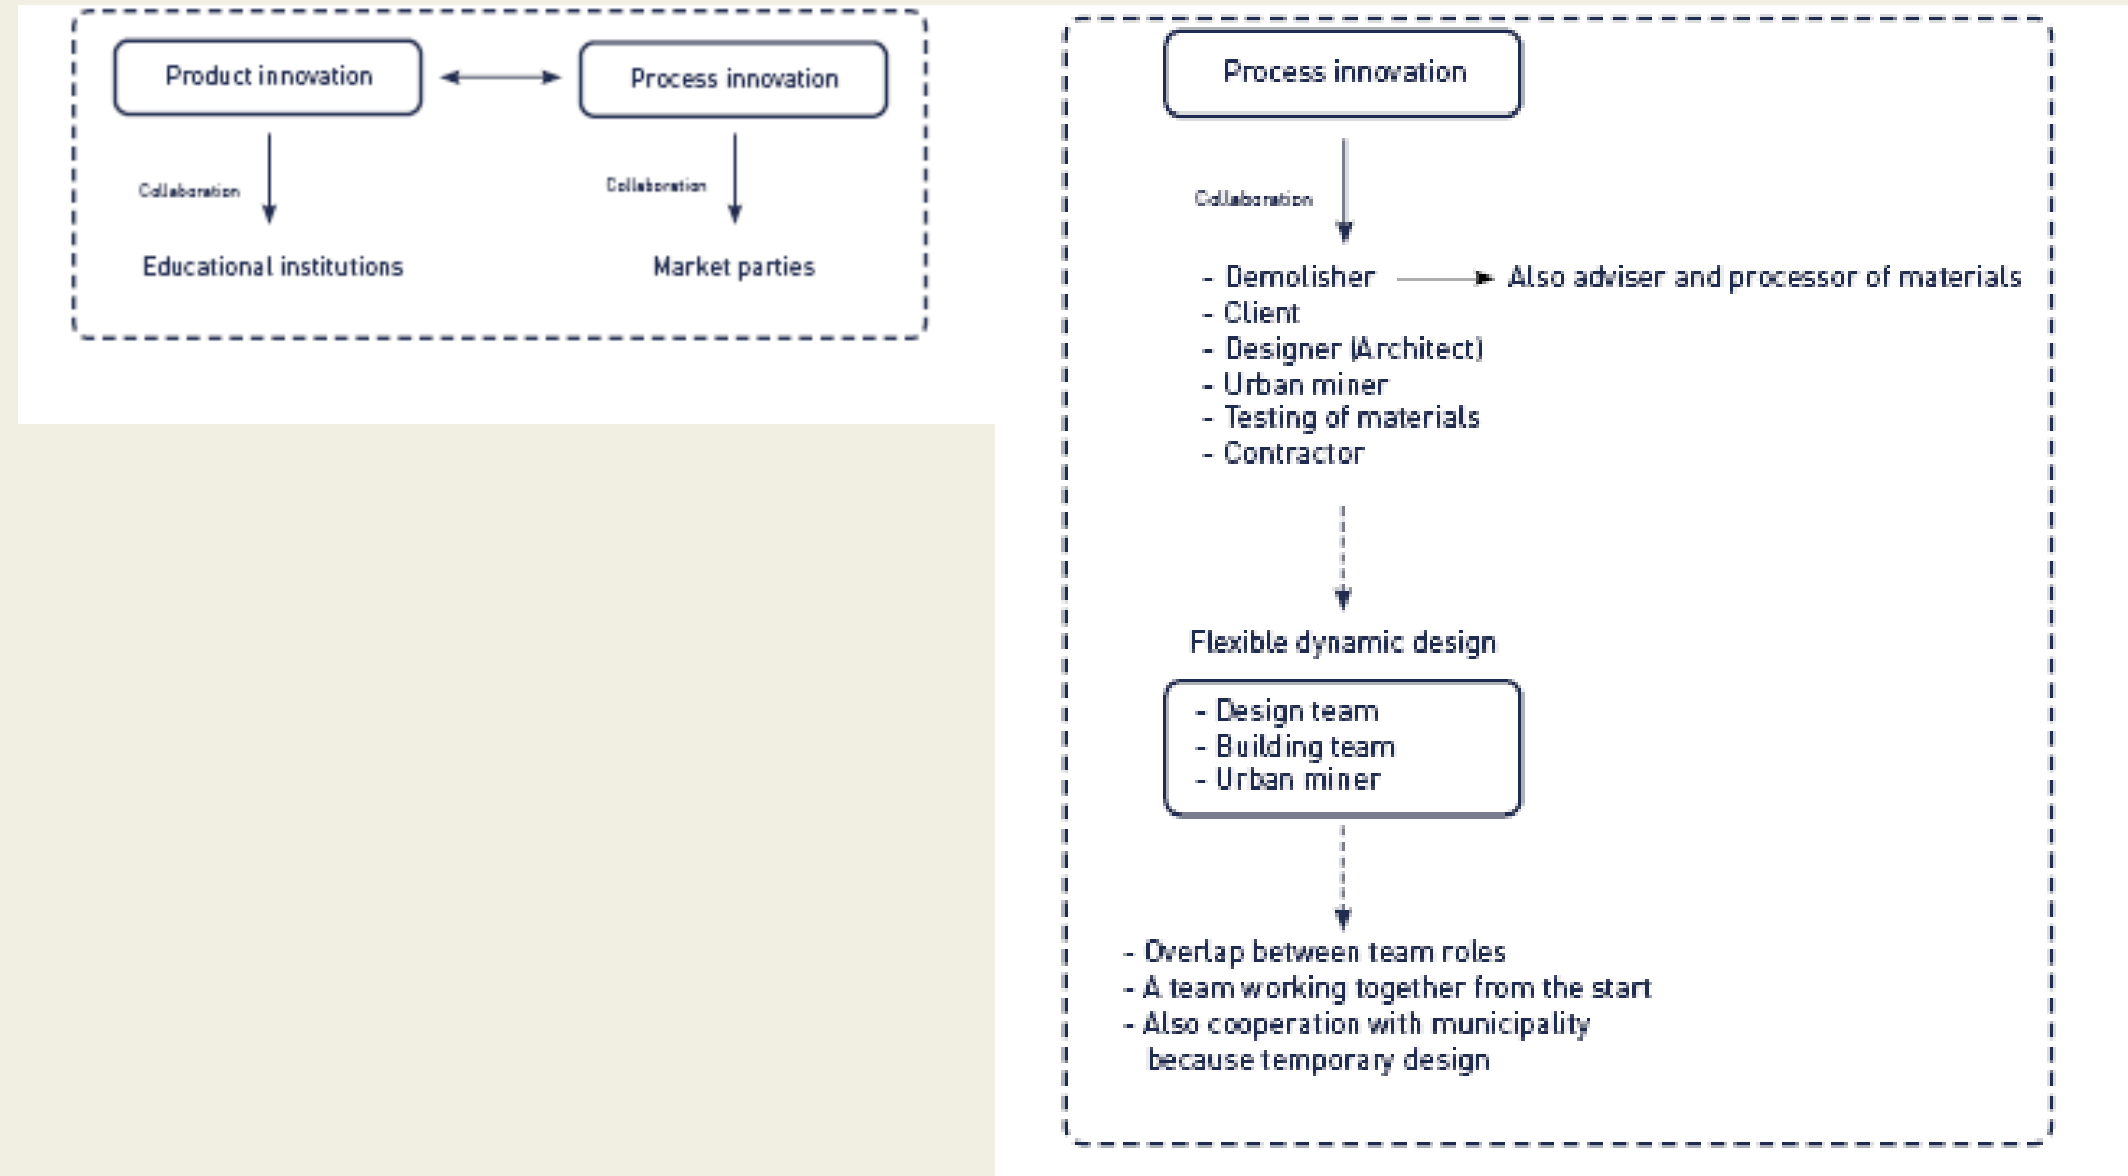 Product innovation
Process innovation
Collaboration
Collaboration
Educational institutions
Market parties
Process innovation
Collaboration
- Demolisher
Also adviser and processor of materials
- Client
- Designer (Architect)
- Urban miner
- Testing of materials
- Contractor
Flexible dynamic design
- Design team
- Building team
- Urban miner
- Overlap between team roles
- A team working together from the start
- Also cooperation with municipality
because temporary design